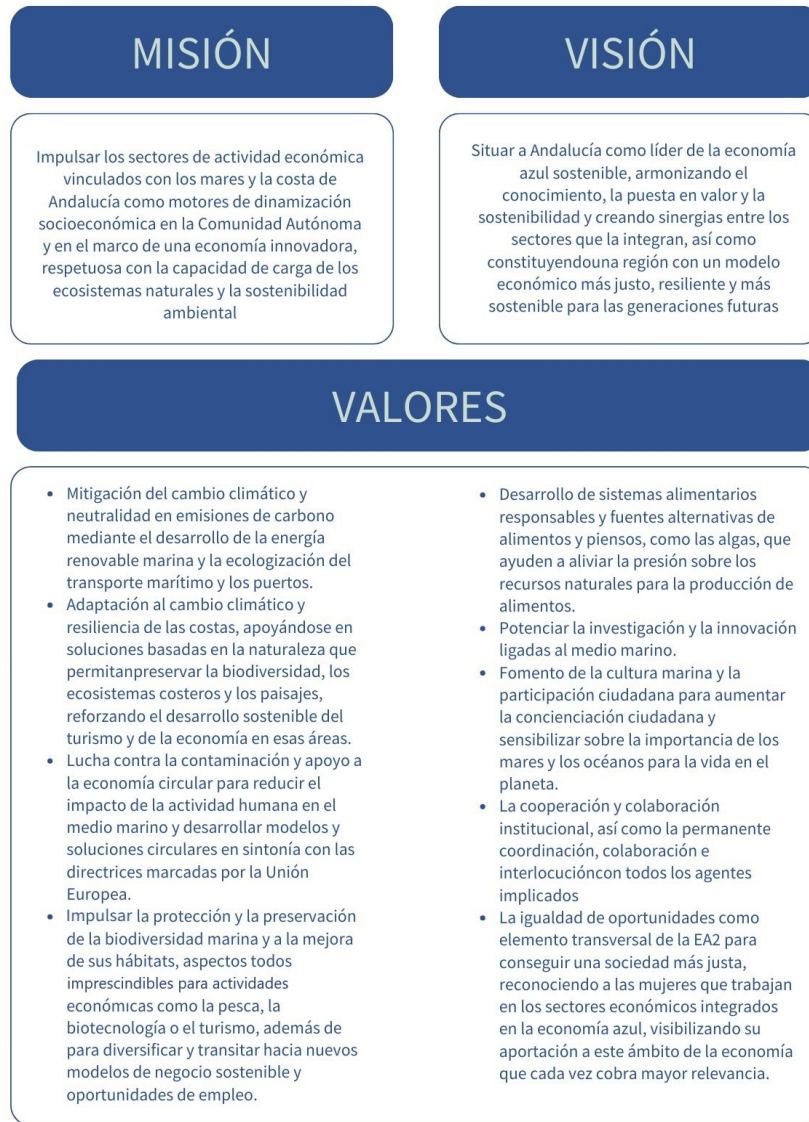 MISIÓN
Impulsar los sectores de actividad económica
vinculados con los mares y la costa de
Andalucía como motores de dinamización
socioeconómica en la Comunidad Autónoma
y en el marco de una economía innovadora,
respetuosa con la capacidad de carga de los
ecosistemas naturales y la sostenibilidad
ambiental
VISIÓN
Situar a Andalucía como líder de la economía
azul sostenible, armonizando el
conocimiento, la puesta en valor y la
sostenibilidad y creando sinergias entre los
sectores que la integran, así como
constituyendouna región con un modelo
económico más justo, resiliente y más
sostenible para las generaciones futuras
VALORES
• Mitigación del cambio climático y
neutralidad en emisiones de carbono
mediante el desarrollo de la energía
renovable marina y la ecologización del
transporte marítimo y los puertos.
• Adaptación al cambio climático y
resiliencia de las costas, apoyándose en
soluciones basadas en la naturaleza que
permitanpreservar la biodiversidad, los
ecosistemas costeros y los paisajes,
reforzando el desarrollo sostenible del
turismo y de la economía en esas áreas.
• Lucha contra la contaminación y apoyo a
la economía circular para reducir el
impacto de la actividad humana en el
medio marino y desarrollar modelos y
soluciones circulares en sintonía con las
directrices marcadas por la Unión
Europea.
• Impulsar la protección y la preservación
de la biodiversidad marina y a la mejora
de sus hábitats, aspectos todos
imprescindibles para actividades
económicas como la pesca, la
biotecnología o el turismo, además de
para diversificar y transitar hacia nuevos
modelos de negocio sostenible y
oportunidades de empleo.
• Desarrollo de sistemas alimentarios
responsables y fuentes alternativas de
alimentos y piensos, como las algas, que
ayuden a aliviar la presión sobre los
recursos naturales para la producción de
alimentos.
• Potenciar la investigación y la innovación
ligadas al medio marino.
• Fomento de la cultura marina y la
participación ciudadana para aumentar
la concienciación ciudadana y
sensibilizar sobre la importancia de los
mares y los océanos para la vida en el
planeta.
• La cooperación y colaboración
institucional, así como la permanente
coordinación, colaboración e
interlocucióncon todos los agentes
implicados
• La igualdad de oportunidades como
elemento transversal de la EA2 para
conseguir una sociedad más justa,
reconociendo a las mujeres que trabajan
en los sectores económicos integrados
en la economía azul, visibilizando su
aportación a este ámbito de la economía
que cada vez cobra mayor relevancia.